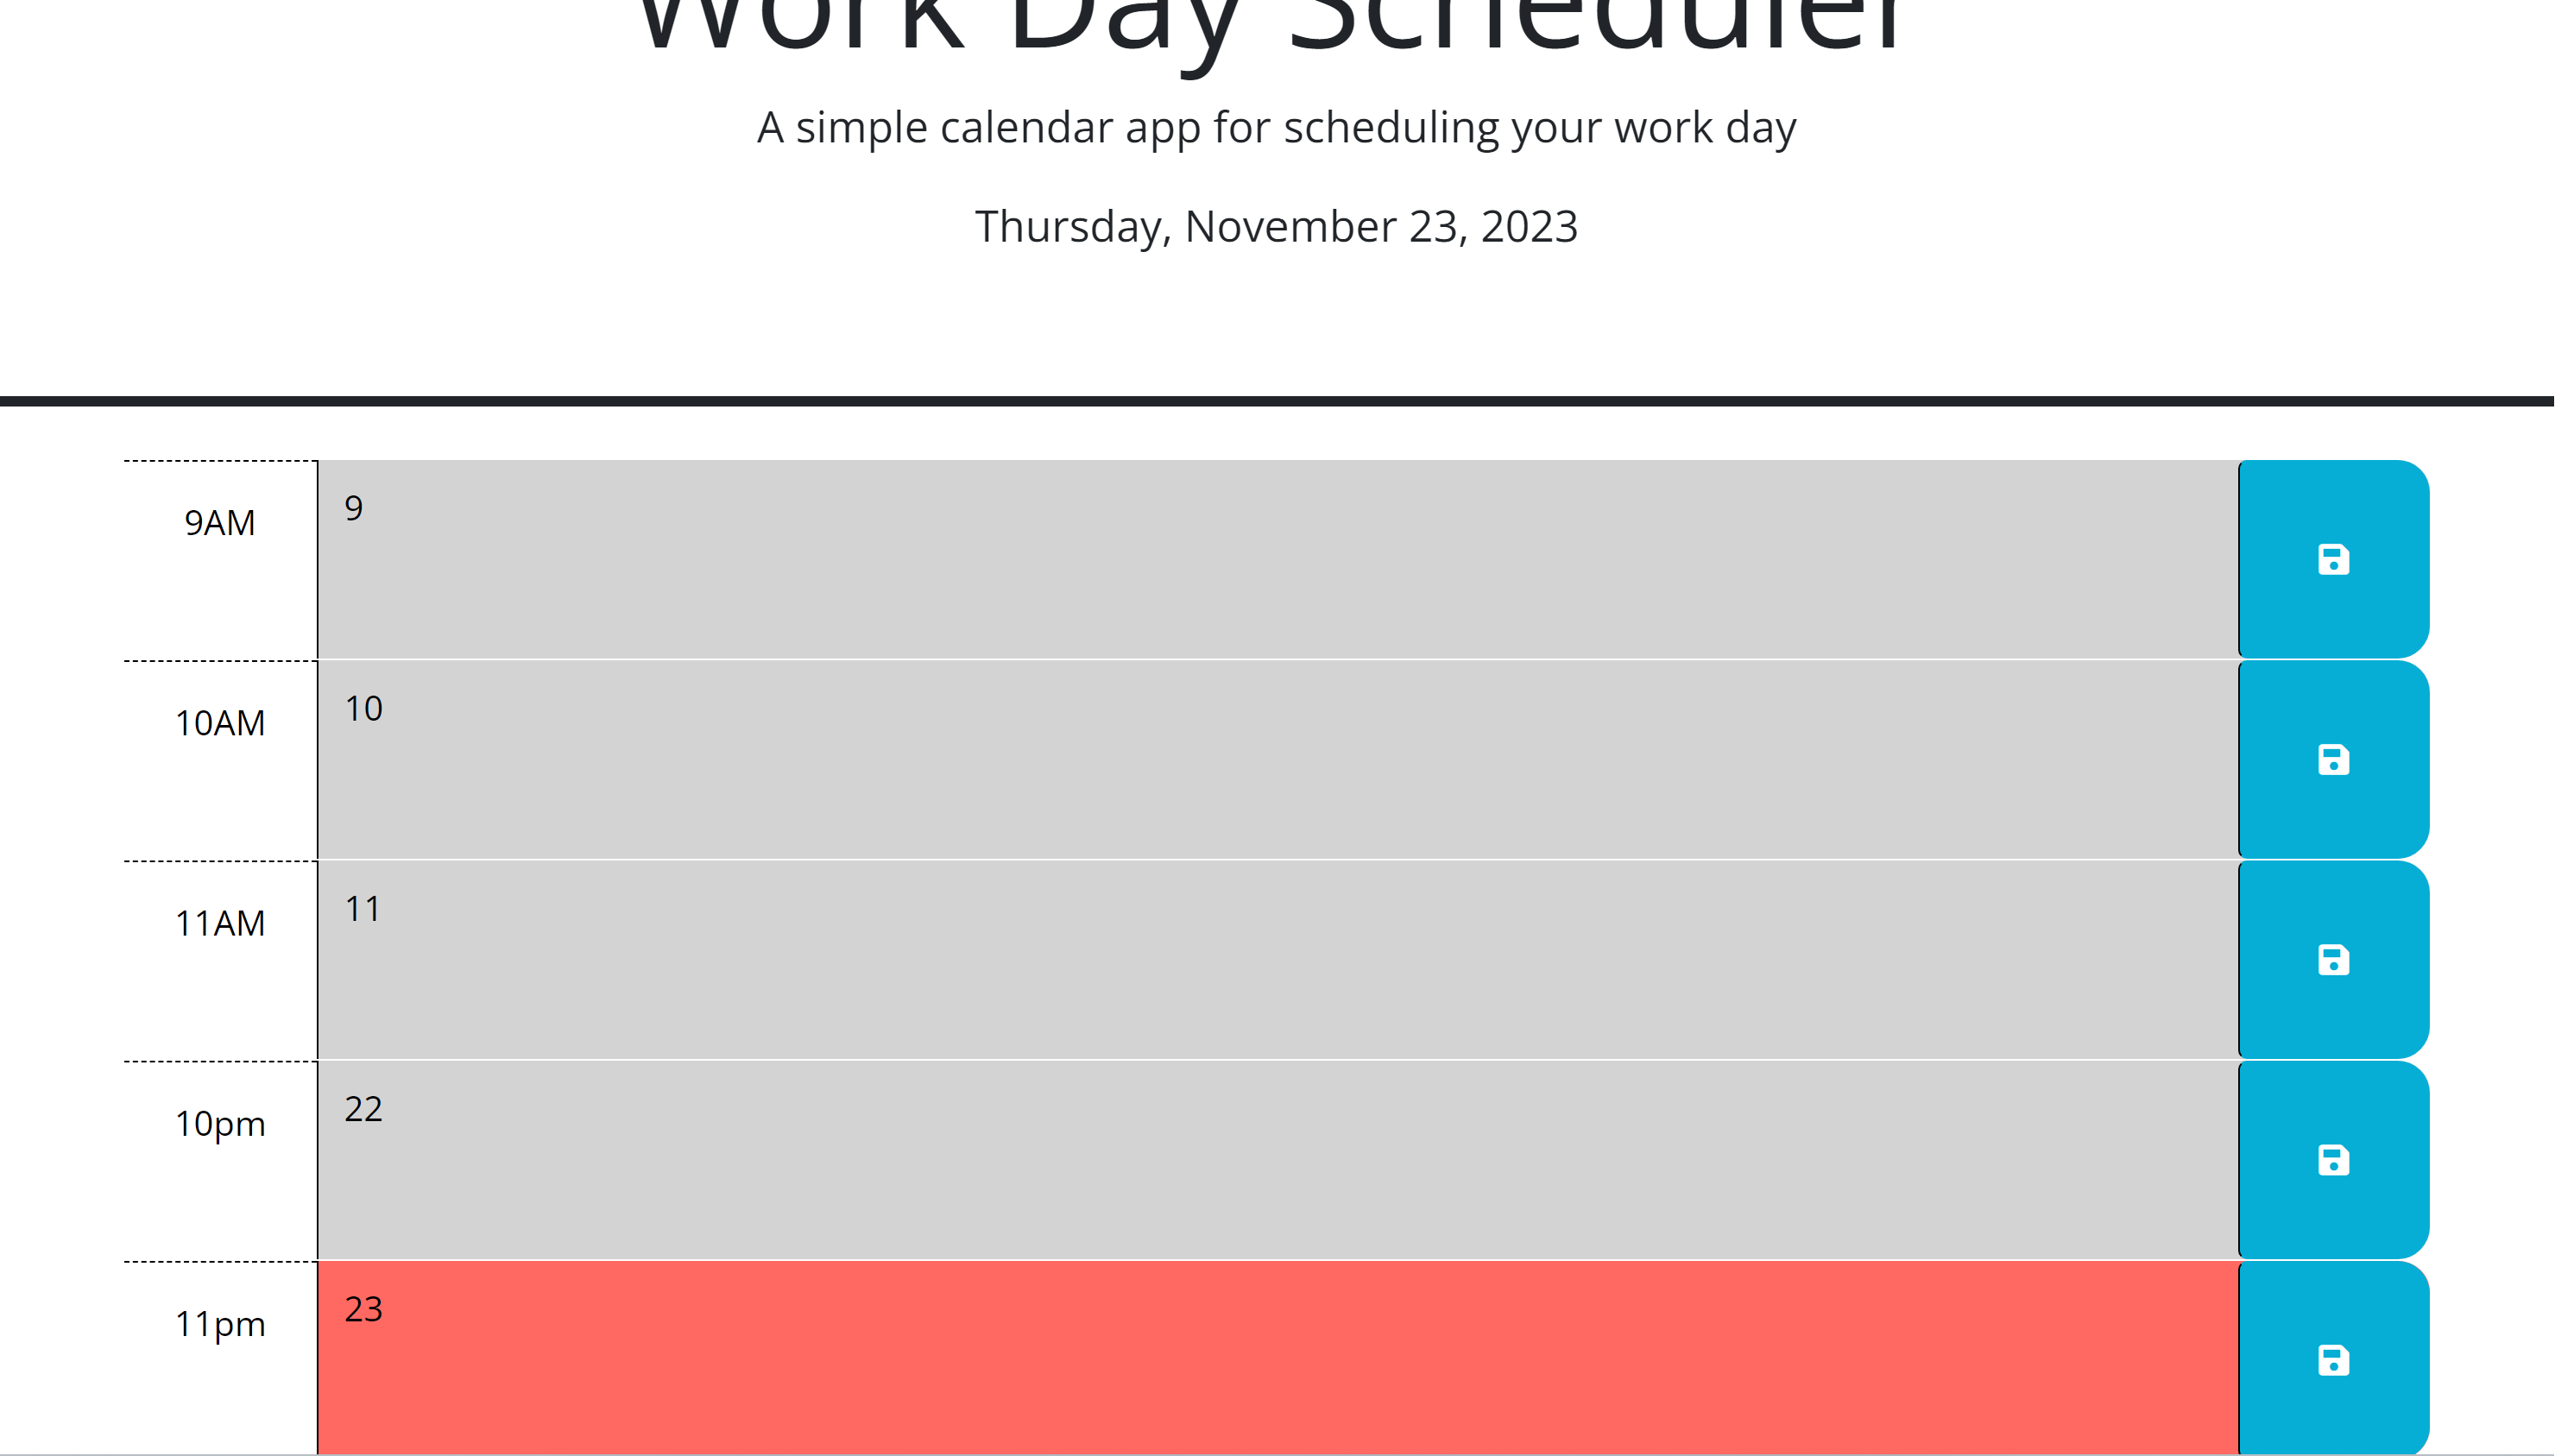 Work Day Scheduler
A simple calendar app for scheduling your work day
Thursday, November 23, 2023
9AM
9
10AM
10
11AM
11
10pm
22
11pm
23